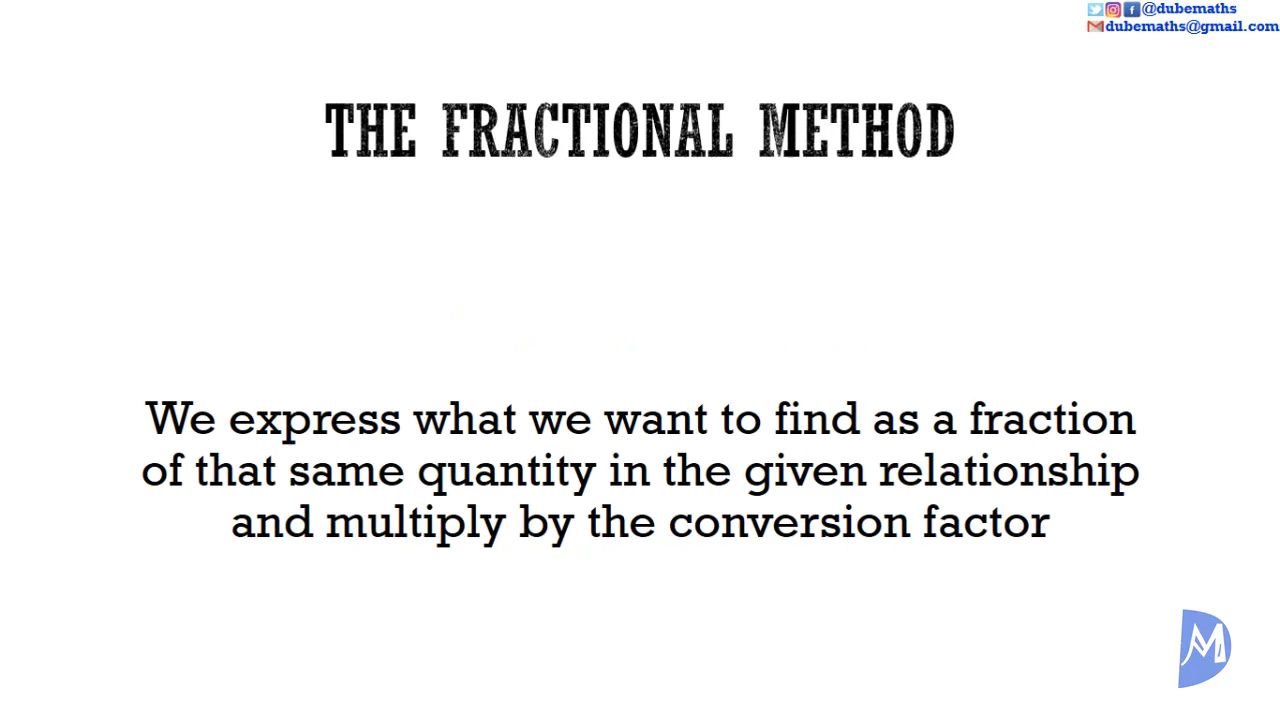 @dubemaths
dubemaths@gmail.com
THE FRACTIONAL METHOD
We express what we want to find as a fraction
of that same quantity in the given relationship
and multiply by the conversion factor
DM